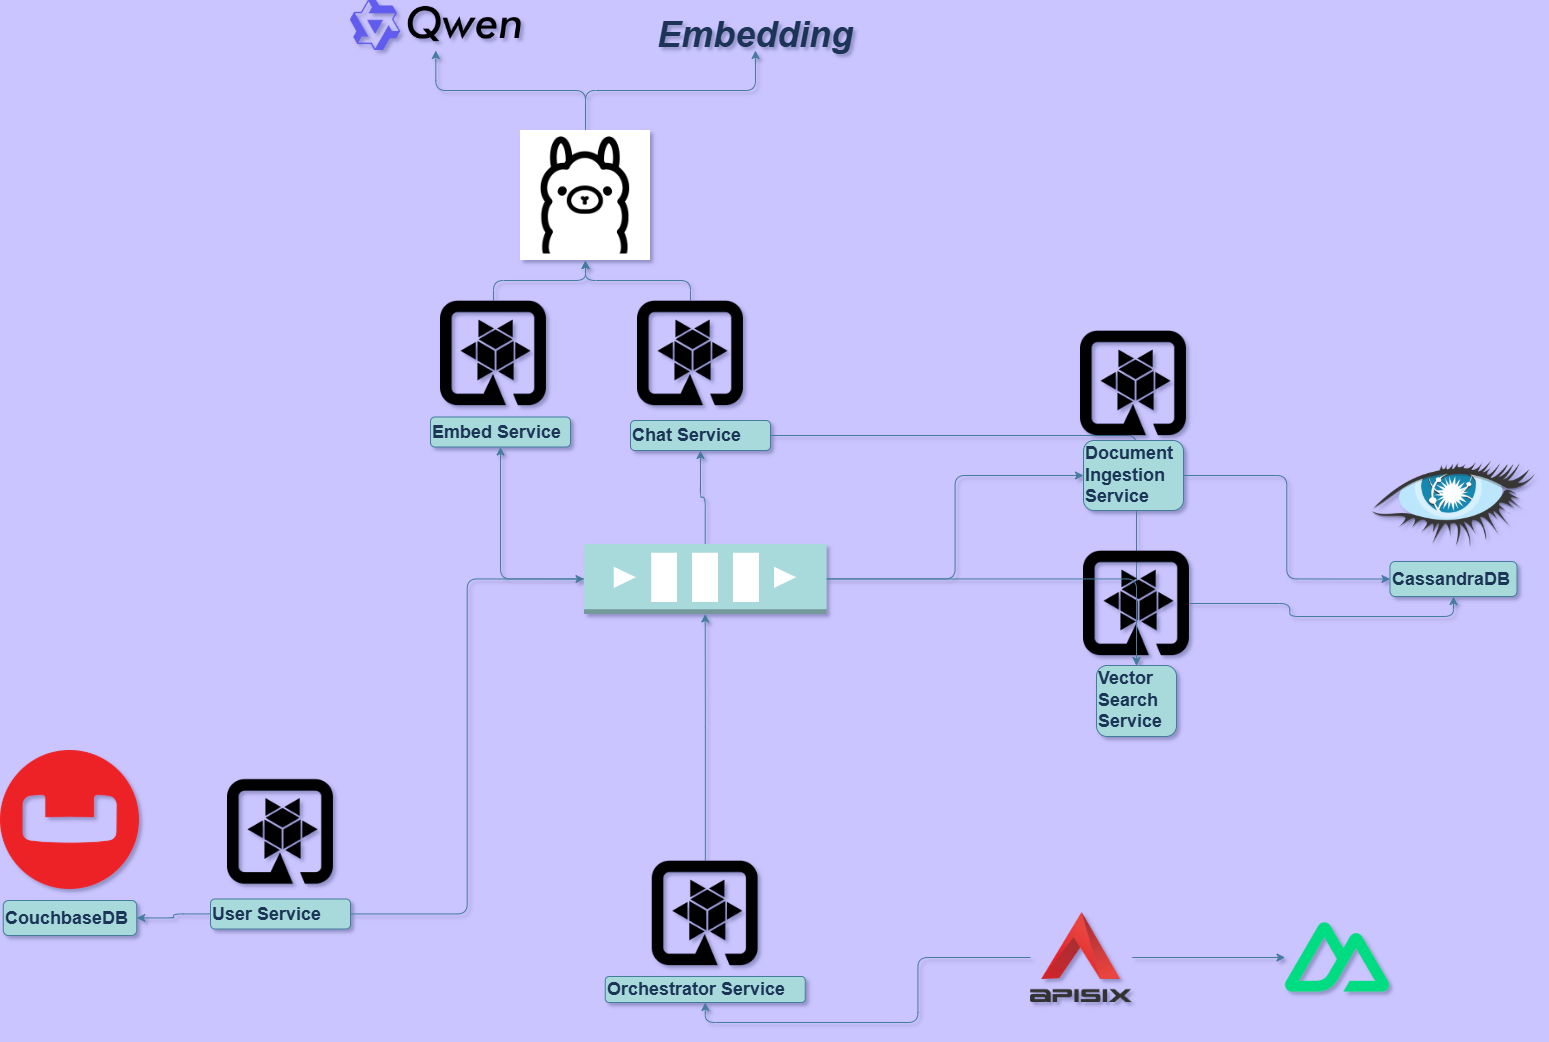 Qwen
Embedding
Embed Service
Chat Service
Document
Ingestion
Service
CassandraDB
Vector
Search
Service
CouchbaseDB
User Service
Orchestrator Service
APISIX